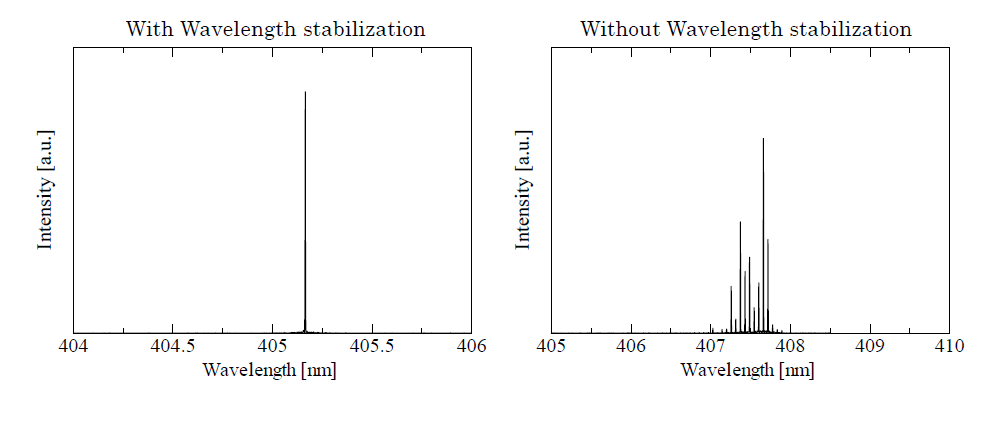 With Wavelength stabilization
Intensity [a.u.]
404 404.5 405 405.5 406
Wavelength [nm]
Without Wavelength stabilization
Intensity [a.u.]
405 406 407 408 409 410
Wavelength [nm]